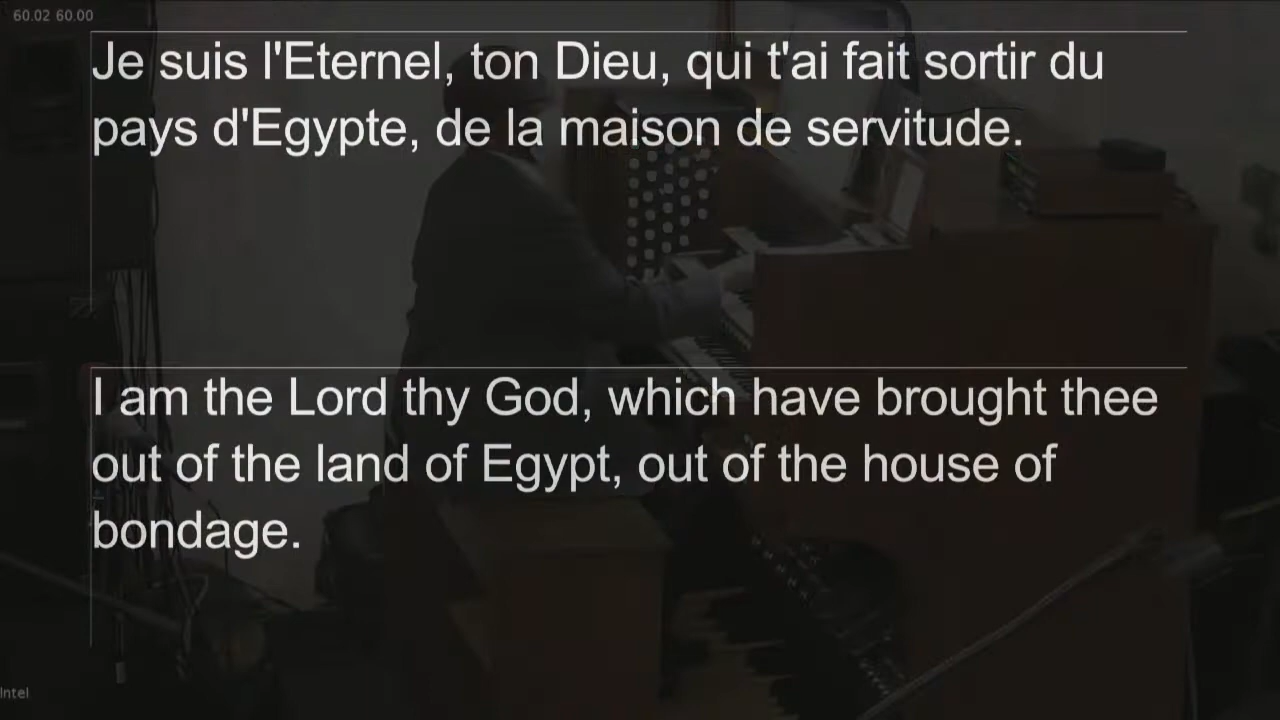 60.02 60.00
Je suis l'Eternel, ton Dieu, qui t'ai fait sortir du
pays d'Egypte, de la maison de servitude.
I am the Lord thy God, which have brought thee
out of the land of Egypt, out of the house of
bondage.
Intel